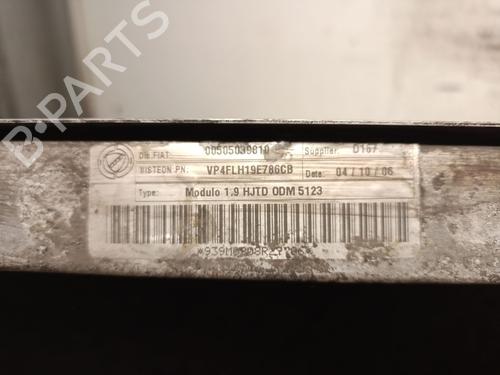 B-PARTS
Dis.FIAT: 00505039810 Supplier: D167
VISTEON PN: VP4FLH19E786CB Date: 04 / 10 / 06
Type: Modulo 1.9 HJTD ODM 5123